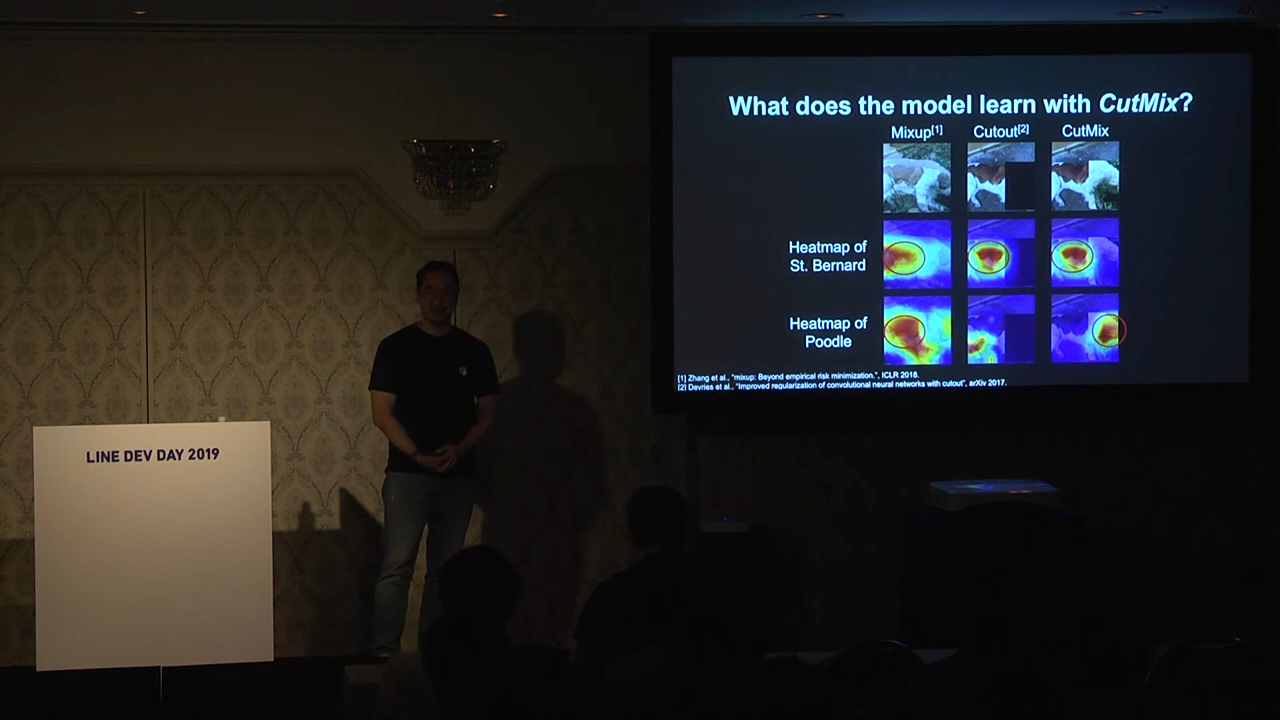 What does the model learn with CutMix?
Mixup[1]
Cutout[2]
CutMix
Heatmap of
St. Bernard
Heatmap of
Poodle
[1] Zhang et al., "mixup: Beyond empirical risk minimization.", ICLR 2018.
[2] Devries et al., "Improved regularization of convolutional neural networks with cutout", arXiv 2017.
LINE DEV DAY 2019